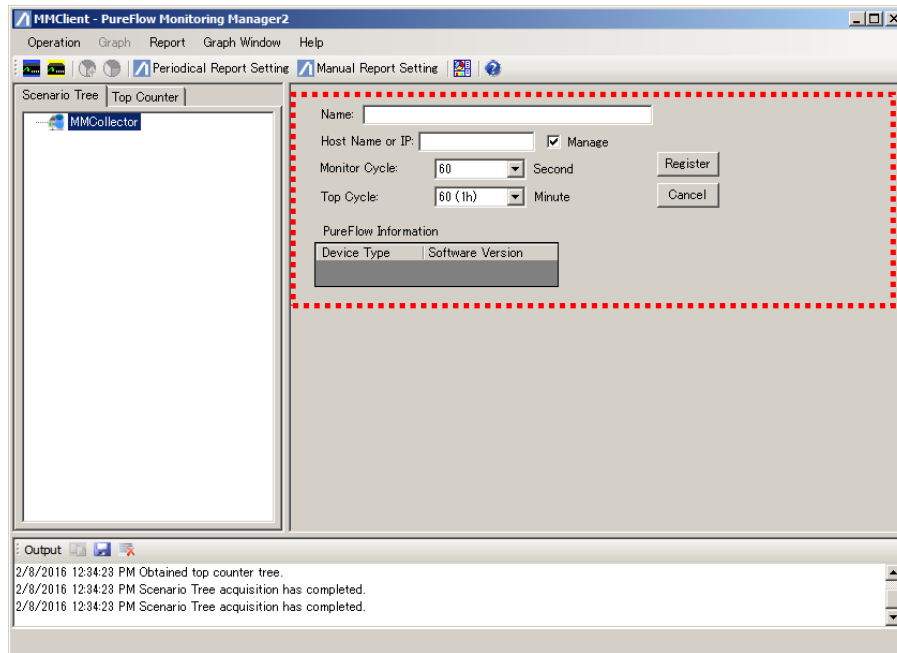 MMClient - PureFlow Monitoring Manager2
Operation Graph Report Graph Window Help
Periodical Report Setting Manual Report Setting
Scenario Tree Top Counter
MMCollector
Name:
Host Name or IP: Manage
Monitor Cycle: 60 Second
Register
Top Cycle: 60 (1h) Minute
Cancel
PureFlow Information
Device Type Software Version
Output
2/8/2016 12:34:23 PM Obtained top counter tree.
2/8/2016 12:34:23 PM Scenario Tree acquisition has completed.
2/8/2016 12:34:23 PM Scenario Tree acquisition has completed.